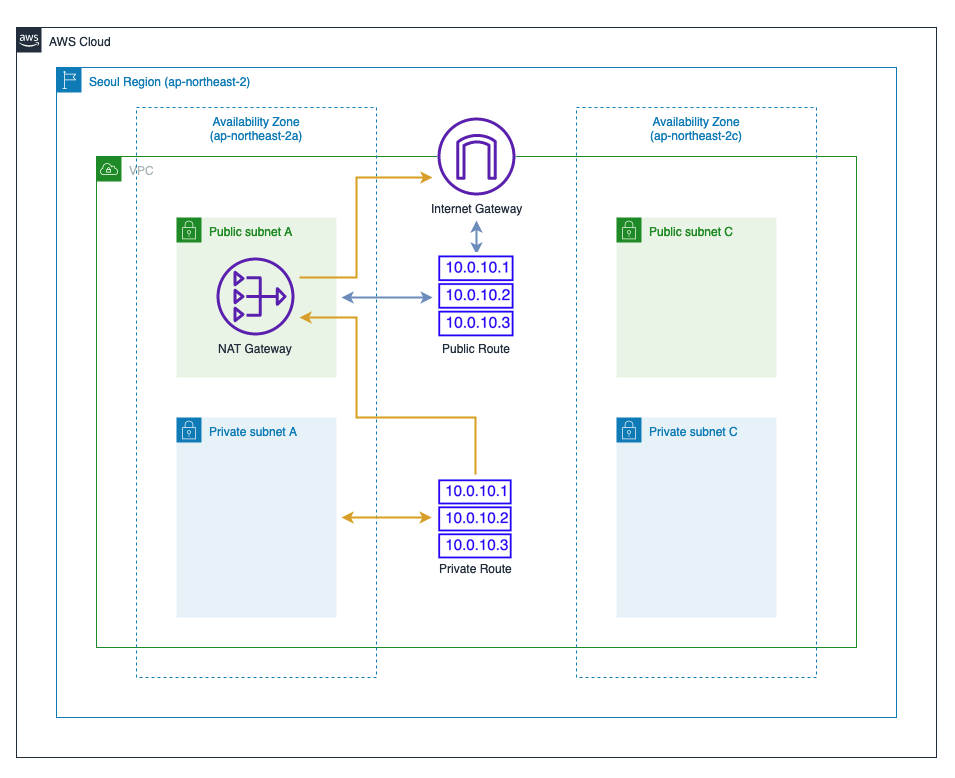 aws
AWS Cloud
Seoul Region (ap-northeast-2)
Availability Zone
(ap-northeast-2a)
Availability Zone
(ap-northeast-2c)
VPC
Internet Gateway
Public subnet A
Public subnet C
10.0.10.1
10.0.10.2
10.0.10.3
NAT Gateway
Public Route
Private subnet A
Private subnet C
10.0.10.1
10.0.10.2
10.0.10.3
Private Route